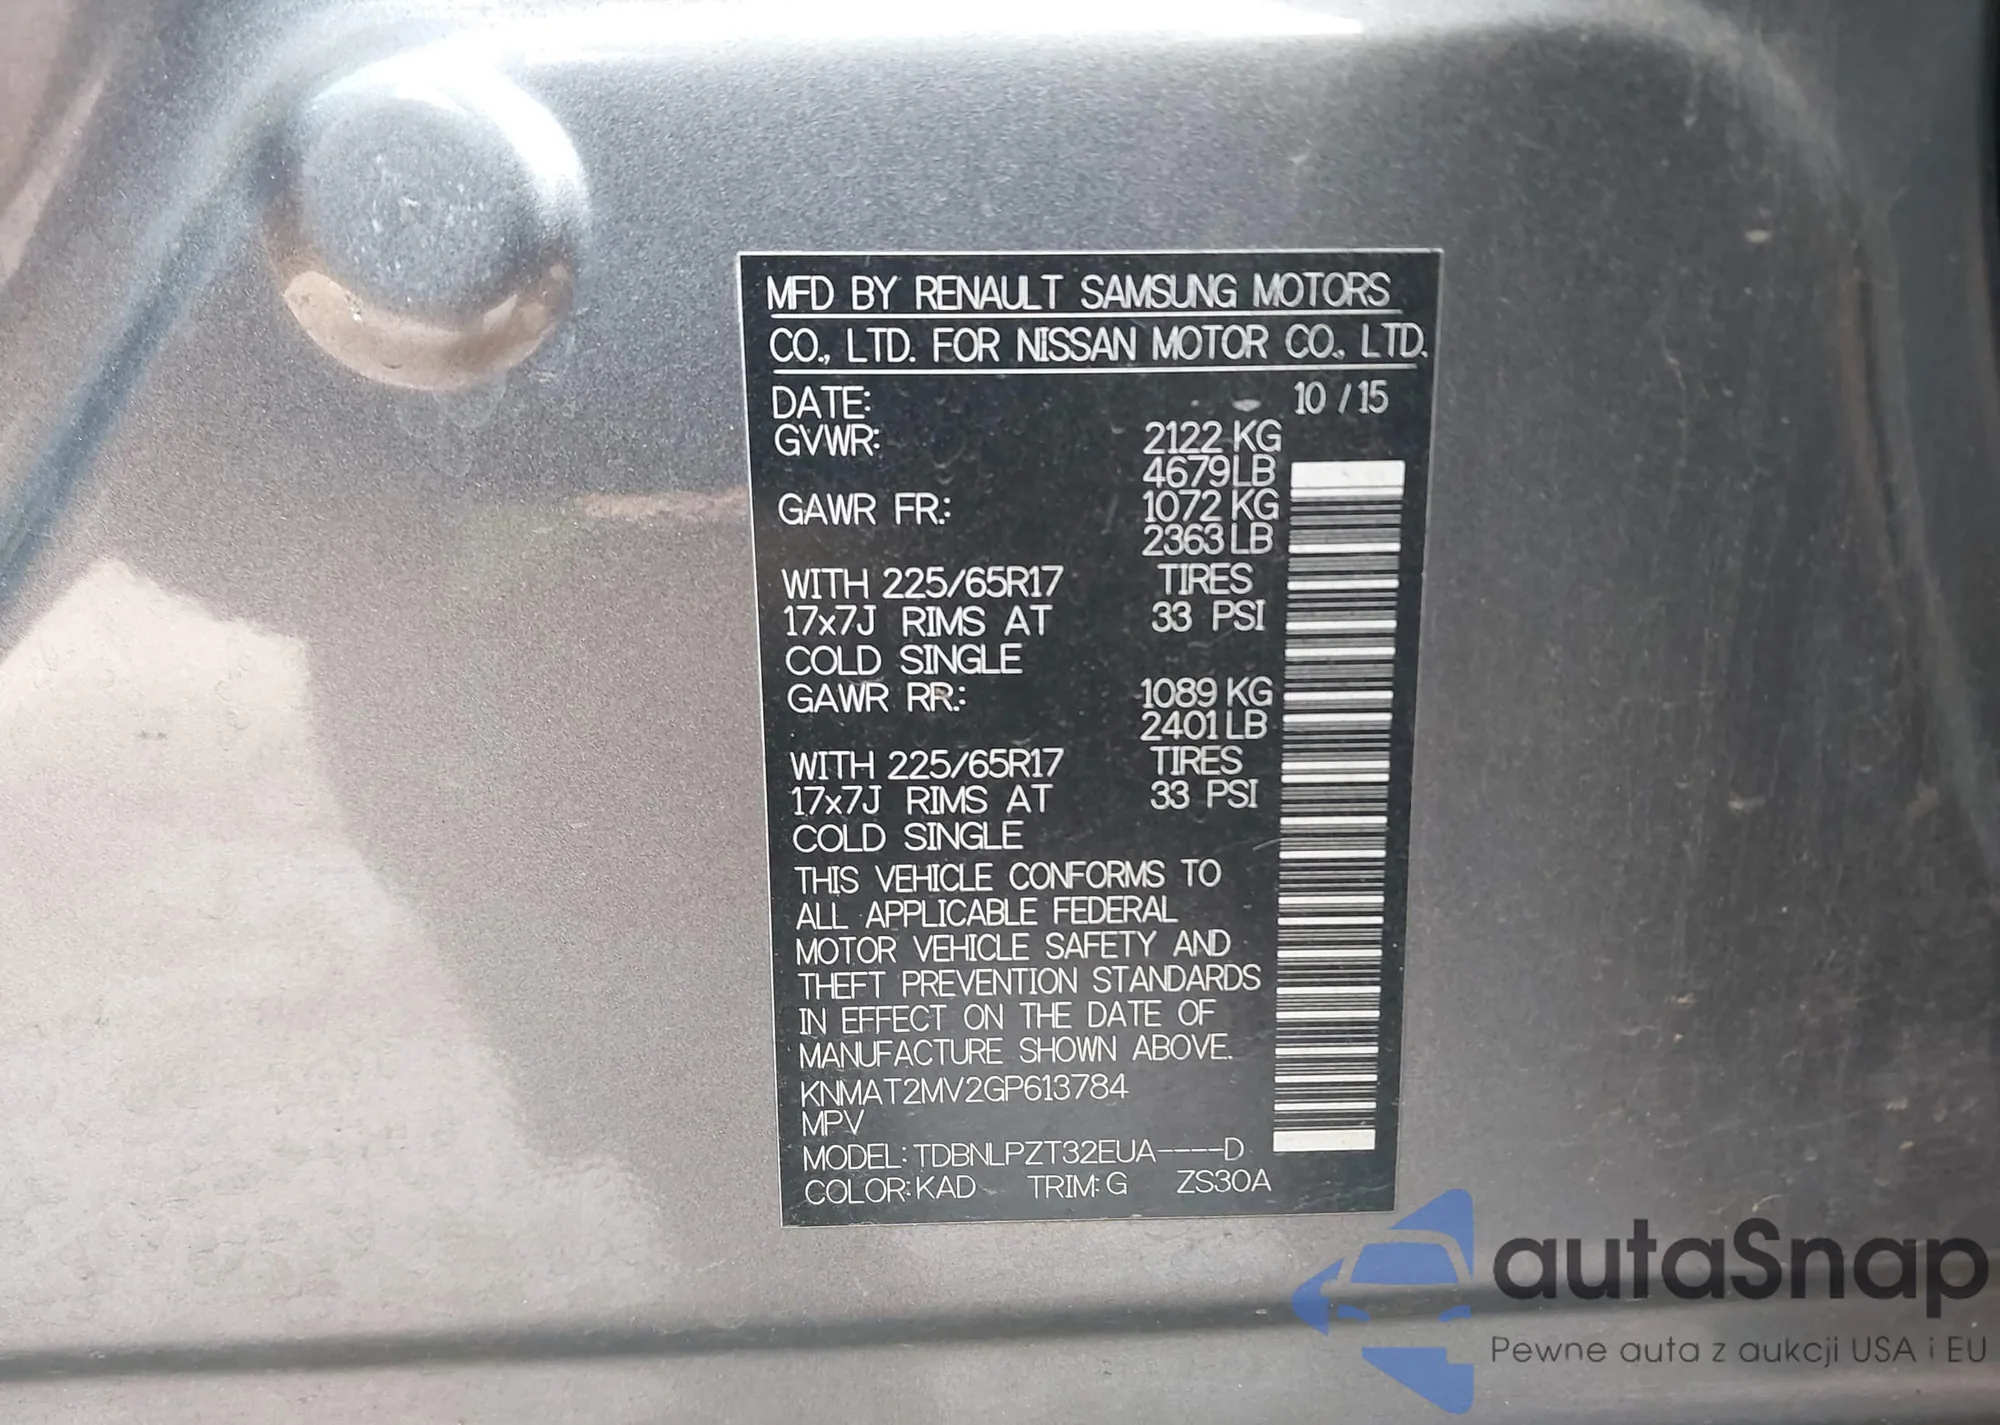 MFD BY RENAULT SAMSUNG MOTORS
CO., LTD. FOR NISSAN MOTOR CO., LTD.
DATE: 10 / 15
GVWR: 2122 KG
4679 LB
GAWR FR.: 1072 KG
2363 LB
WITH 225/65R17 TIRES
17x7J RIMS AT 33 PSI
COLD SINGLE
GAWR RR.: 1089 KG
2401 LB
WITH 225/65R17 TIRES
17x7J RIMS AT 33 PSI
COLD SINGLE
THIS VEHICLE CONFORMS TO
ALL APPLICABLE FEDERAL
MOTOR VEHICLE SAFETY AND
THEFT PREVENTION STANDARDS
IN EFFECT ON THE DATE OF
MANUFACTURE SHOWN ABOVE.
KNMAT2MV2GP613784
MPV
MODEL: TDBNLPZT32EUA----D
COLOR: KAD TRIM: G ZS30A
autaSnap
Pewne auta z aukcji USA i EU